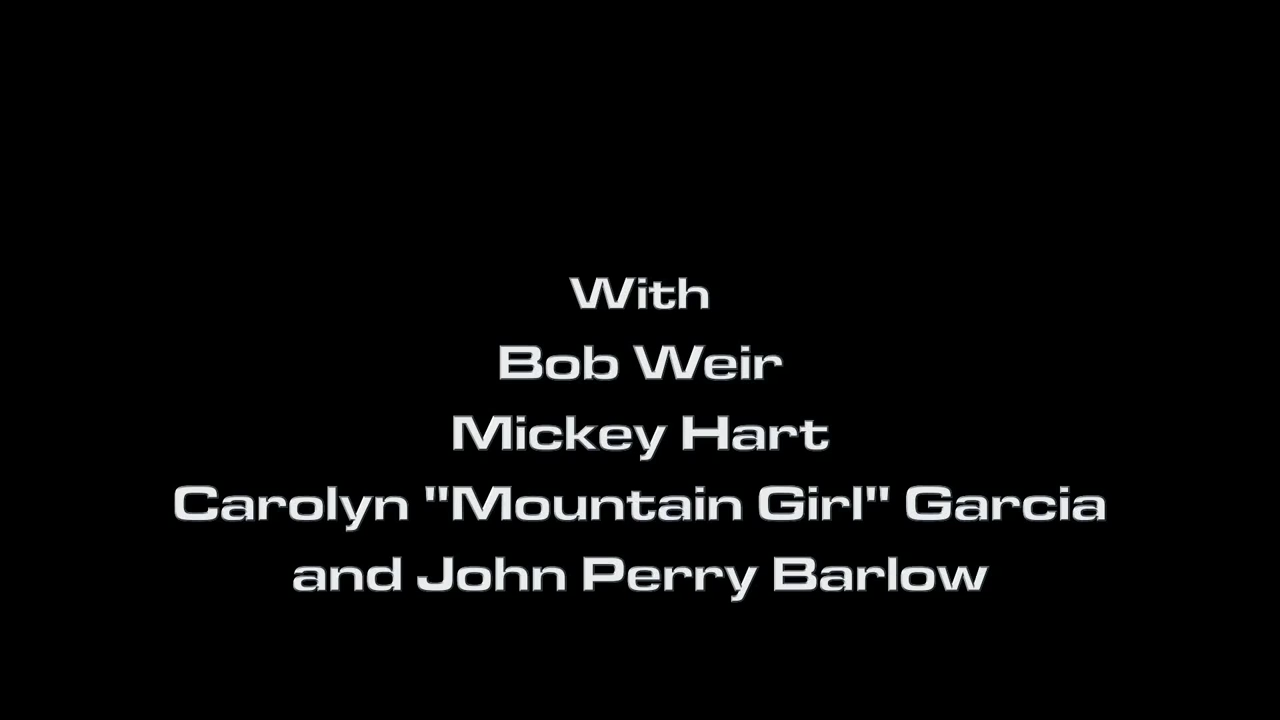 With
Bob Weir
Mickey Hart
Carolyn "Mountain Girl" Garcia
and John Perry Barlow